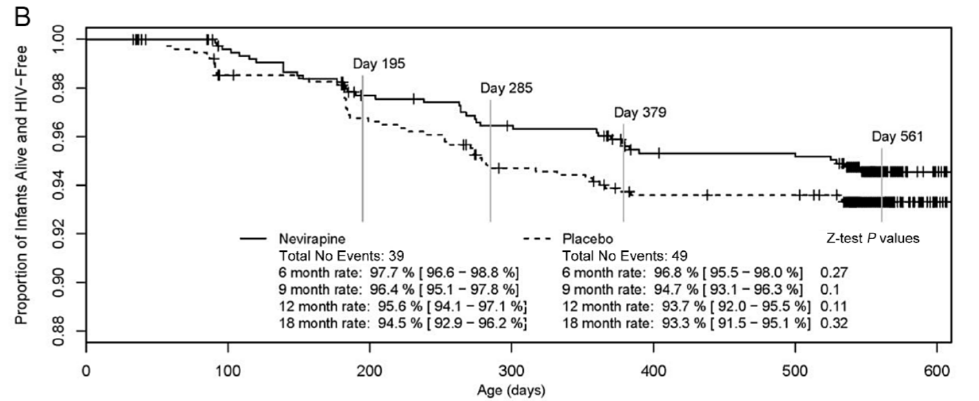 B
Proportion of Infants Alive and HIV−Free
1.00
0.98
0.96
0.94
0.92
0.90
0.88
Day 195
Day 285
Day 379
Day 561
Nevirapine
Total No Events: 39
6 month rate: 97.7 % [ 96.6 − 98.8 % ]
9 month rate: 96.4 % [ 95.1 − 97.8 % ]
12 month rate: 95.6 % [ 94.1 − 97.1 % ]
18 month rate: 94.5 % [ 92.9 − 96.2 % ]
Placebo
Total No Events: 49
6 month rate: 96.8 % [ 95.5 − 98.0 % ]
9 month rate: 94.7 % [ 93.1 − 96.3 % ]
12 month rate: 93.7 % [ 92.0 − 95.5 % ]
18 month rate: 93.3 % [ 91.5 − 95.1 % ]
Z-test P values
0.27
0.1
0.11
0.32
0 100 200 300 400 500 600
Age (days)